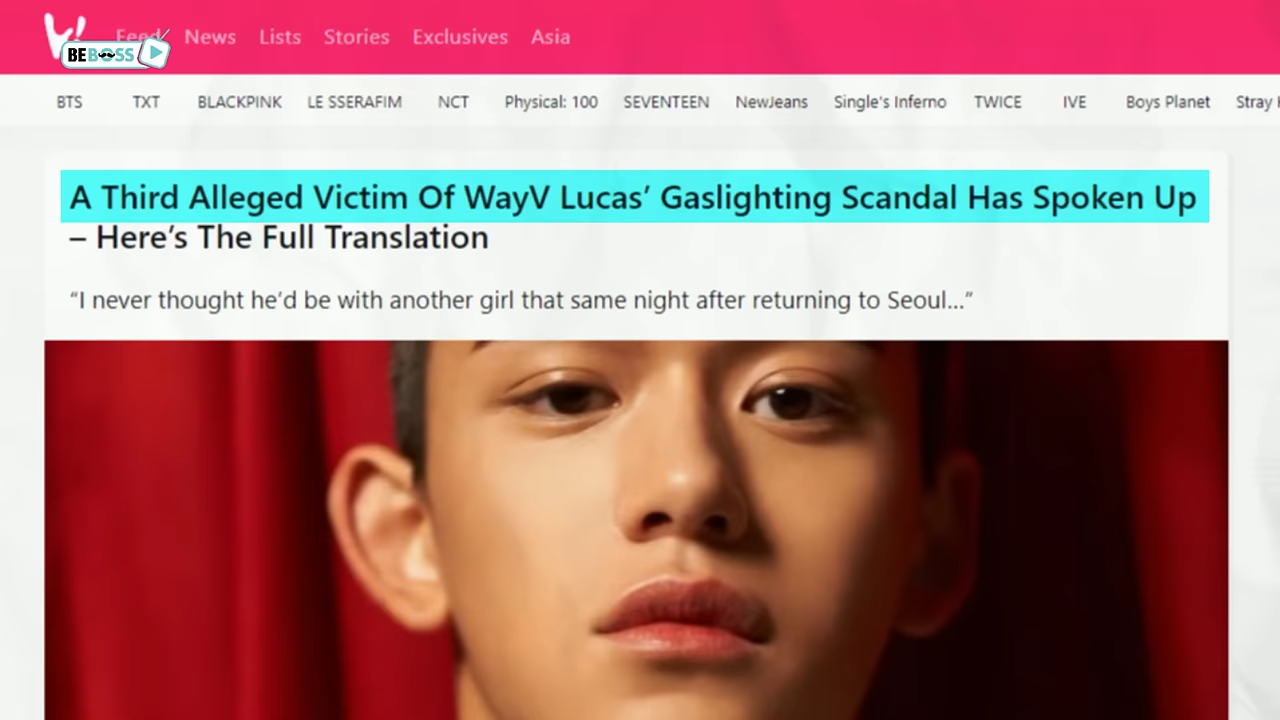 Feed News Lists Stories Exclusives Asia
BEBOSS
BTS TXT BLACKPINK LE SSERAFIM NCT Physical: 100 SEVENTEEN NewJeans Single's Inferno TWICE IVE Boys Planet Stray
A Third Alleged Victim Of WayV Lucas’ Gaslighting Scandal Has Spoken Up
– Here’s The Full Translation
“I never thought he’d be with another girl that same night after returning to Seoul...”